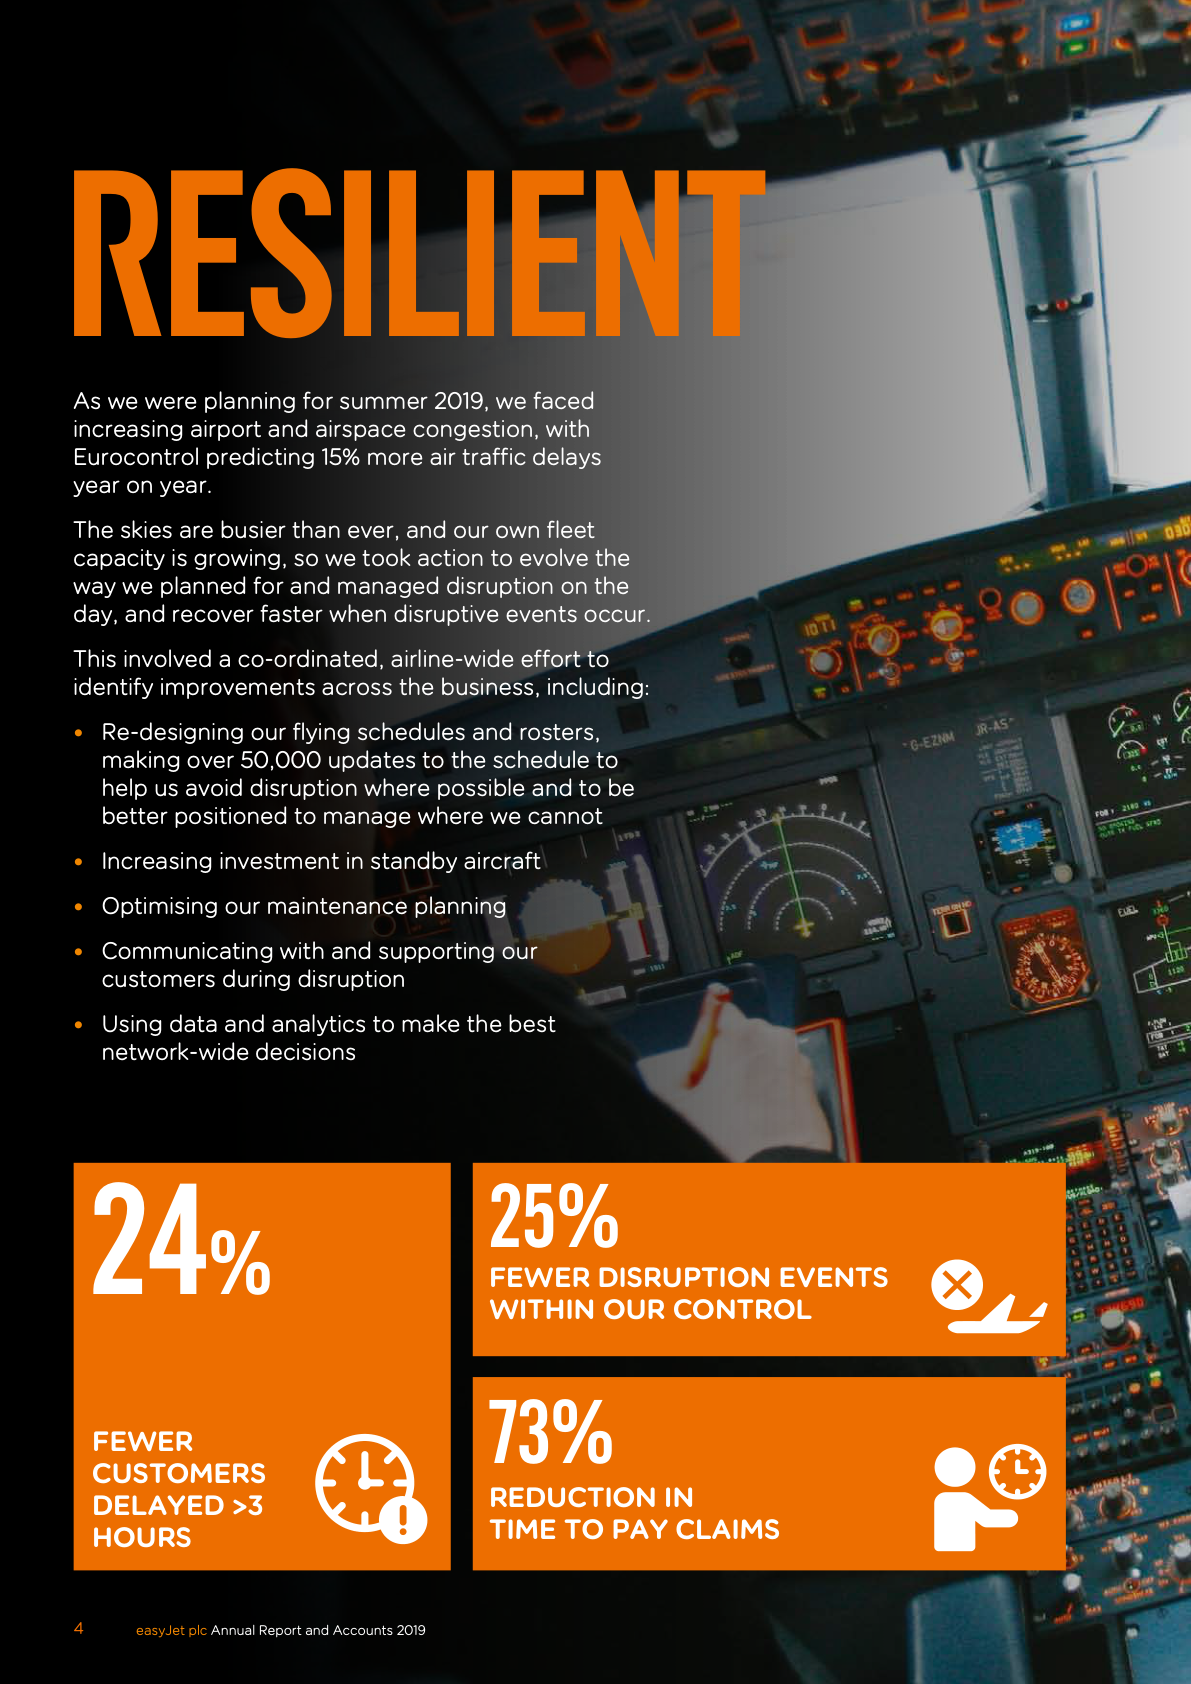 RESILIENT
As we were planning for summer 2019, we faced
increasing airport and airspace congestion, with
Eurocontrol predicting 15% more air traffic delays
year on year.
The skies are busier than ever, and our own fleet
capacity is growing, so we took action to evolve the
way we planned for and managed disruption on the
day, and recover faster when disruptive events occur.
This involved a co-ordinated, airline-wide effort to
identify improvements across the business, including:
• Re-designing our flying schedules and rosters,
making over 50,000 updates to the schedule to
help us avoid disruption where possible and to be
better positioned to manage where we cannot
• Increasing investment in standby aircraft
• Optimising our maintenance planning
• Communicating with and supporting our
customers during disruption
• Using data and analytics to make the best
network-wide decisions
G-EZNM JR-AS
FUEL
24%
FEWER
CUSTOMERS
DELAYED >3
HOURS
25%
FEWER DISRUPTION EVENTS
WITHIN OUR CONTROL
73%
REDUCTION IN
TIME TO PAY CLAIMS
4 easyJet plc Annual Report and Accounts 2019